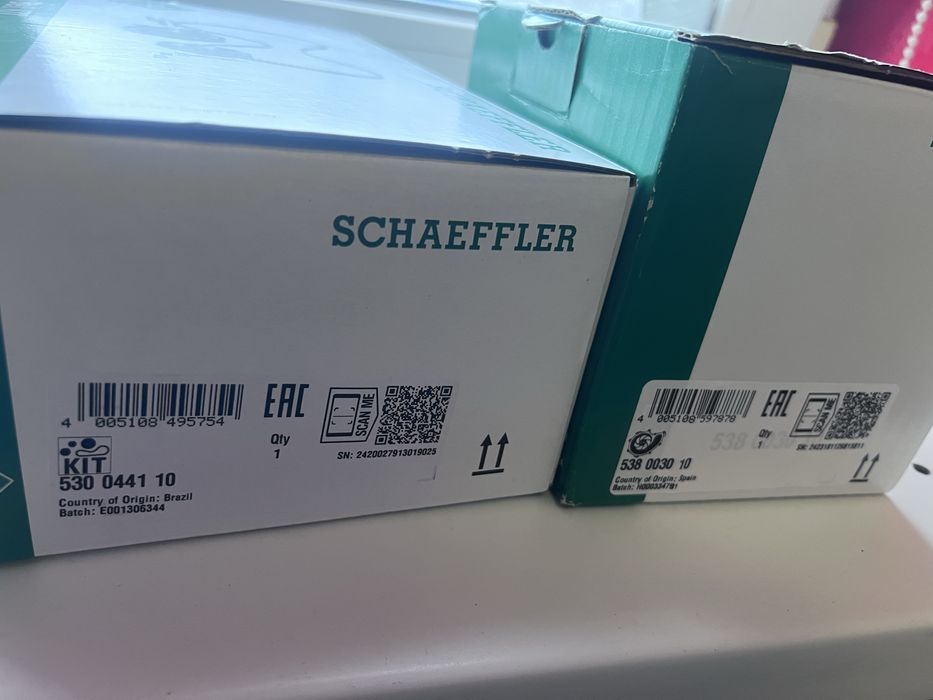 SCHAEFFLER
4 005108 495754
EAC
SCAN ME
Qty
1
SN: 2420027913019025
KIT
530 0441 10
Country of Origin: Brazil
Batch: E001306344
4 005108 597878
EAC
Qty
1
538 0030 10
Country of Origin: Spain